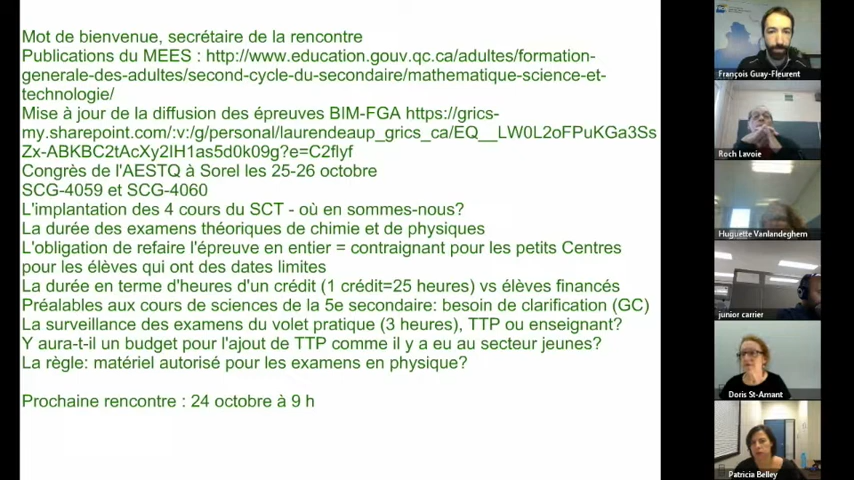 Mot de bienvenue, secrétaire de la rencontre
Publications du MEES : http://www.education.gouv.qc.ca/adultes/formation-
generale-des-adultes/second-cycle-du-secondaire/mathematique-science-et-
technologie/
Mise à jour de la diffusion des épreuves BIM-FGA https://grics-
my.sharepoint.com/:v:/g/personal/laurendeaup_grics_ca/EQ__LW0L2oFPuKGa3Ss
Zx-ABKBC2tAcXy2IH1as5d0k09g?e=C2flyf
Congrès de l'AESTQ à Sorel les 25-26 octobre
SCG-4059 et SCG-4060
L'implantation des 4 cours du SCT - où en sommes-nous?
La durée des examens théoriques de chimie et de physiques
L'obligation de refaire l'épreuve en entier = contraignant pour les petits Centres
pour les élèves qui ont des dates limites
La durée en terme d'heures d'un crédit (1 crédit=25 heures) vs élèves financés
Préalables aux cours de sciences de la 5e secondaire: besoin de clarification (GC)
La surveillance des examens du volet pratique (3 heures), TTP ou enseignant?
Y aura-t-il un budget pour l'ajout de TTP comme il y a eu au secteur jeunes?
La règle: matériel autorisé pour les examens en physique?
Prochaine rencontre : 24 octobre à 9 h
François Guay-Fleurent
Roch Lavoie
Huguette Vanlandeghem
junior carrier
Doris St-Amant
Patricia Belley